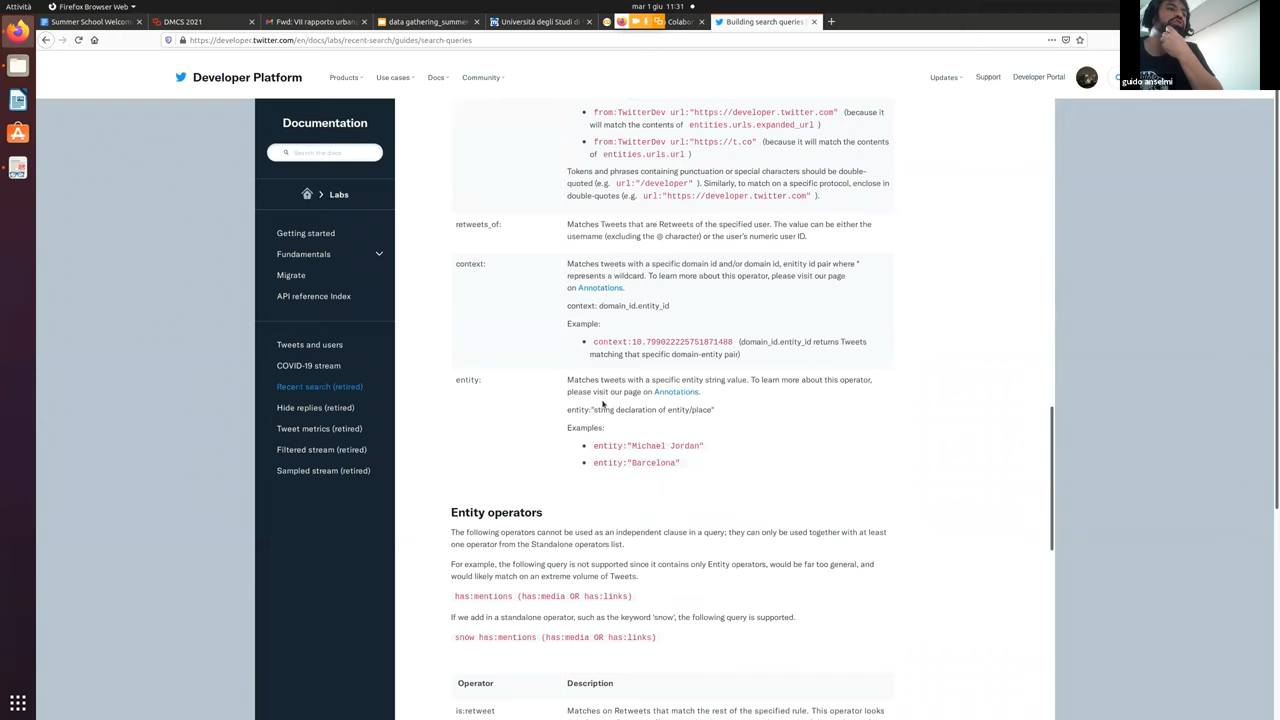 Attività
Firefox Web Browser
mar 1 giu 11:31
Summer School Welcome
DMCS 2021
Fwd: VII rapporto urban
data gathering_summe
Università degli Studi di
Colabor
Building search queries
https://developer.twitter.com/en/docs/labs/recent-search/guides/search-queries
guido anselmi
Developer Platform
Products
Use cases
Docs
Community
Updates
Support
Developer Portal
Documentation
Search the docs
Labs
Getting started
Fundamentals
Migrate
API reference Index
Tweets and users
COVID-19 stream
Recent search (retired)
Hide replies (retired)
Tweet metrics (retired)
Filtered stream (retired)
Sampled stream (retired)
from:TwitterDev url:"https://developer.twitter.com" (because it
will match the contents of entities.urls.expanded_url )
from:TwitterDev url:"https://t.co" (because it will match the contents
of entities.urls.url )
Tokens and phrases containing punctuation or special characters should be double-
quoted (e.g. url:"/developer" ). Similarly, to match on a specific protocol, enclose in
double-quotes (e.g. url:"https://developer.twitter.com" ).
retweets_of:
Matches Tweets that are Retweets of the specified user. The value can be either the
username (excluding the @ character) or the user's numeric user ID.
context:
Matches tweets with a specific domain id and/or domain id, enitity id pair where *
represents a wildcard. To learn more about this operator, please visit our page
on Annotations.
context: domain_id.entity_id
Example:
context:10.799022225751871488 (domain_id.entity_id returns Tweets
matching that specific domain-entity pair)
entity:
Matches tweets with a specific entity string value. To learn more about this operator,
please visit our page on Annotations.
entity:"string declaration of entity/place"
Examples:
entity:"Michael Jordan"
entity:"Barcelona"
Entity operators
The following operators cannot be used as an independent clause in a query; they can only be used together with at least
one operator from the Standalone operators list.
For example, the following query is not supported since it contains only Entity operators, would be far too general, and
would likely match on an extreme volume of Tweets.
has:mentions (has:media OR has:links)
If we add in a standalone operator, such as the keyword 'snow', the following query is supported.
snow has:mentions (has:media OR has:links)
Operator
Description
is:retweet
Matches on Retweets that match the rest of the specified rule. This operator looks